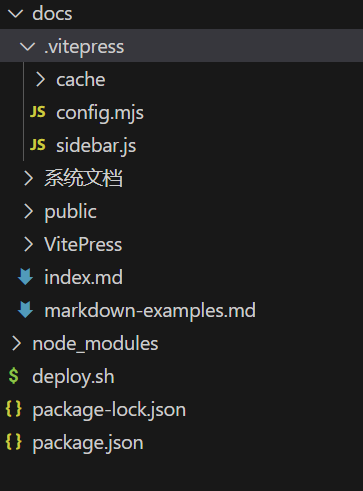 docs
.vitepress
cache
JS config.mjs
JS sidebar.js
系统文档
public
VitePress
index.md
markdown-examples.md
node_modules
$ deploy.sh
{} package-lock.json
{} package.json